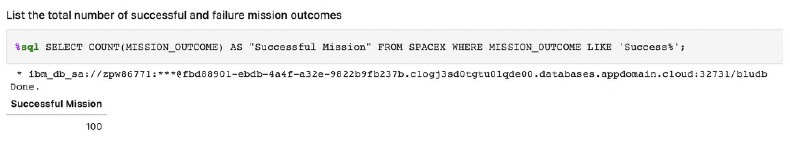 List the total number of successful and failure mission outcomes
%sql SELECT COUNT(MISSION_OUTCOME) AS "Successful Mission" FROM SPACEX WHERE MISSION_OUTCOME LIKE 'Success%';
* ibm_db_sa://zpw86771:***@fbd88901-ebdb-4a4f-a32e-9822b9fb237b.c1ogj3sd0tgtu0lqde00.databases.appdomain.cloud:32731/bludb
Done.
Successful Mission
100